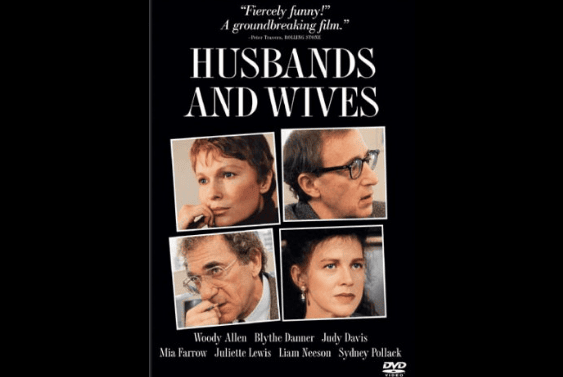 "Fiercely funny!"
A groundbreaking film."
-Peter Travers, ROLLING STONE
HUSBANDS
AND WIVES
Woody Allen Blythe Danner Judy Davis
Mia Farrow Juliette Lewis Liam Neeson Sydney Pollack
DVD
VIDEO